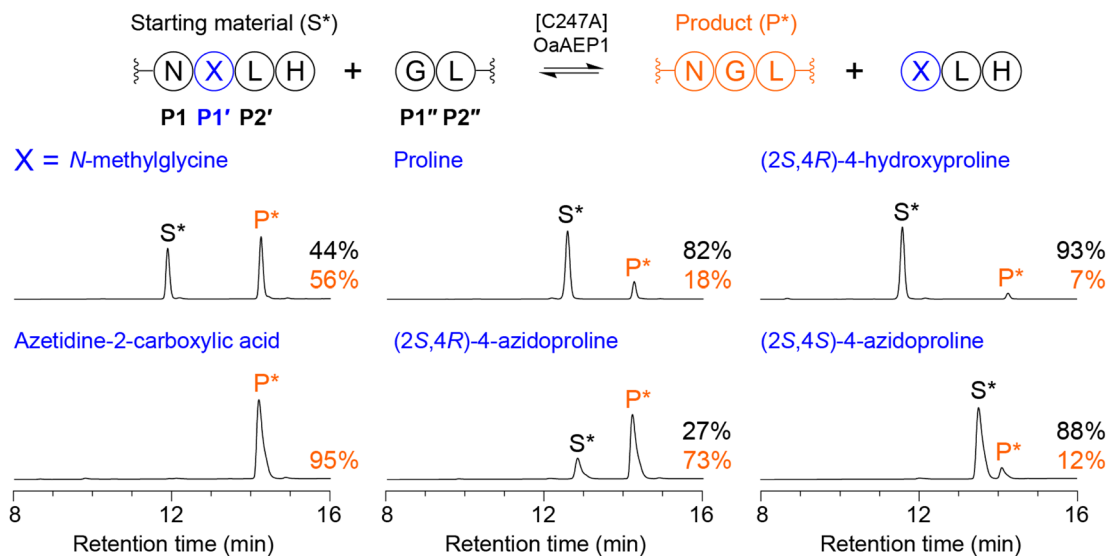 Starting material (S*)
[C247A]
OaAEP1
Product (P*)
N X L H + G L N G L + X L H
P1 P1′ P2′ P1″ P2″
X = N-methylglycine
Proline
(2S,4R)-4-hydroxyproline
S*
P*
44%
56%
S*
P*
82%
18%
S*
P*
93%
7%
Azetidine-2-carboxylic acid
(2S,4R)-4-azidoproline
(2S,4S)-4-azidoproline
P*
95%
S*
P*
27%
73%
S*
P*
88%
12%
8 12 16
8 12 16
8 12 16
Retention time (min)
Retention time (min)
Retention time (min)